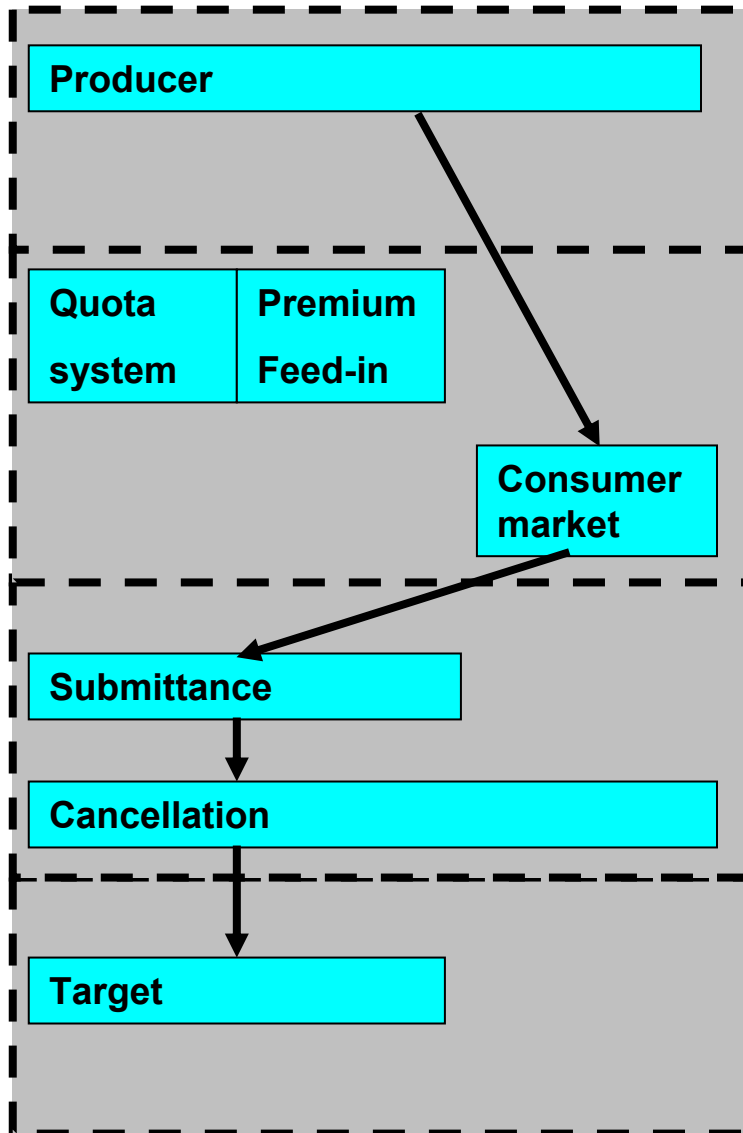 Producer
Quota
system
Premium
Feed-in
Consumer
market
Submittance
Cancellation
Target